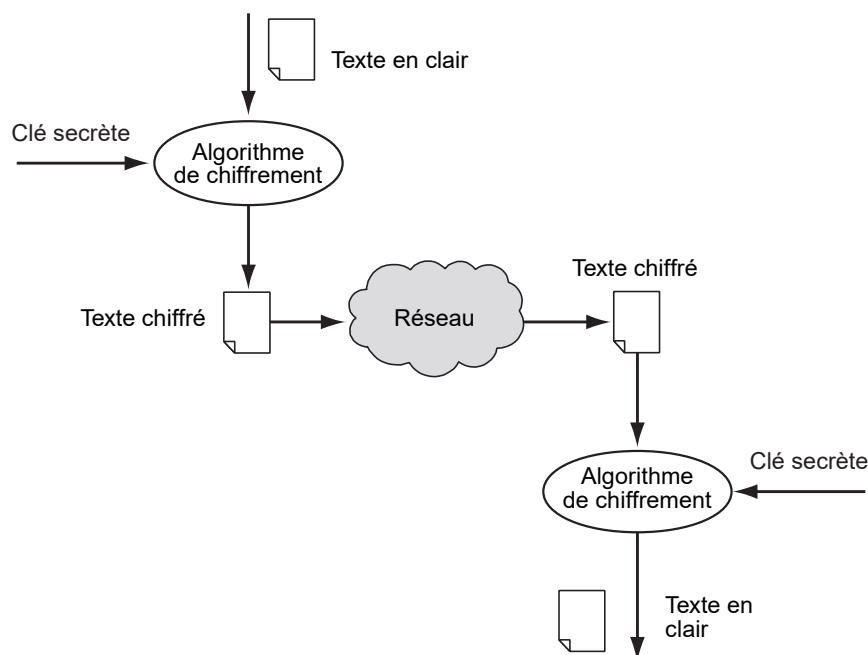 Texte en clair
Clé secrète
Algorithme
de chiffrement
Texte chiffré
Texte chiffré
Réseau
Algorithme
de chiffrement
Clé secrète
Texte en
clair